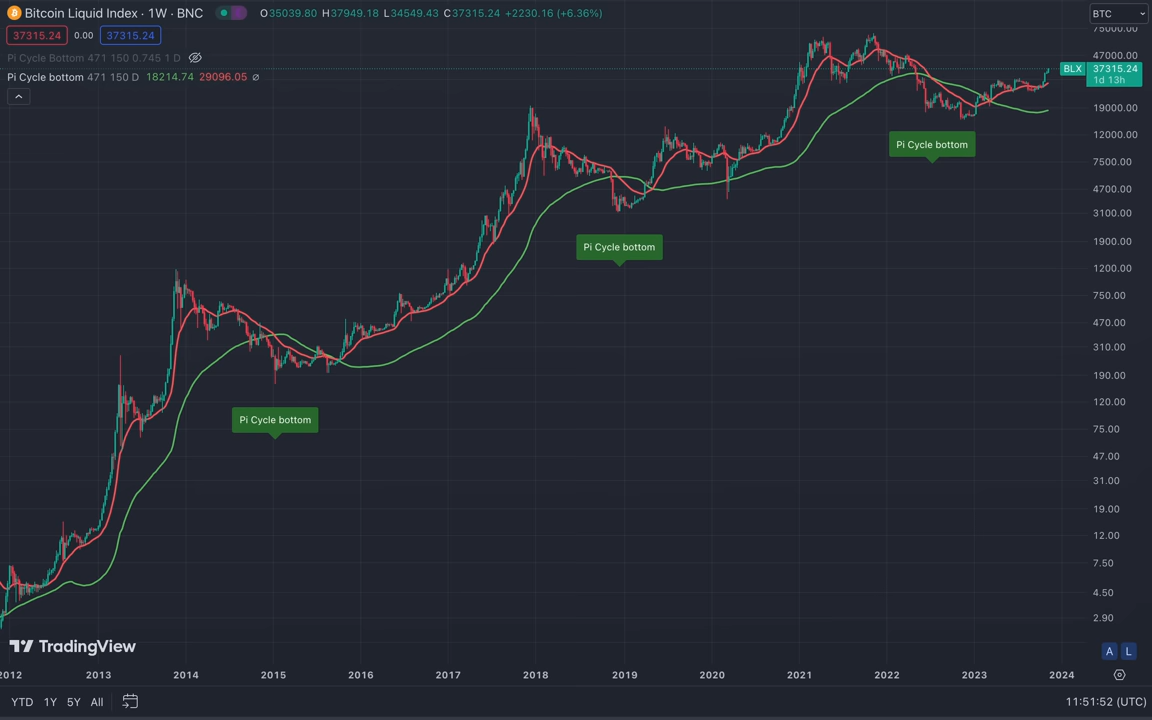 Bitcoin Liquid Index · 1W · BNC O35039.80 H37949.18 L34549.43 C37315.24 +2230.16 (+6.36%)
BTC
37315.24 0.00 37315.24
Pi Cycle Bottom 471 150 0.745 1 D
Pi Cycle bottom 471 150 D 18214.74 29096.05 ∅
75000.00
47000.00
BLX 37315.24
1d 13h
19000.00
12000.00
7500.00
4700.00
3100.00
1900.00
1200.00
750.00
470.00
310.00
190.00
120.00
75.00
47.00
31.00
19.00
12.00
7.50
4.50
2.90
Pi Cycle bottom
Pi Cycle bottom
Pi Cycle bottom
TradingView
A L
2012 2013 2014 2015 2016 2017 2018 2019 2020 2021 2022 2023 2024
YTD 1Y 5Y All
11:51:52 (UTC)